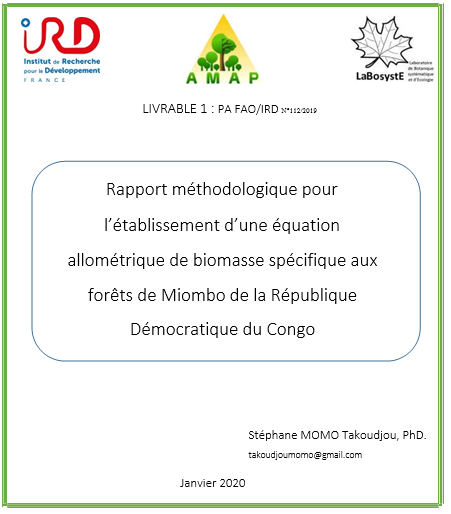 IRD
Institut de Recherche
pour le Développement
FRANCE
AMAP
LaBosystE
Laboratoire
de Botanique
systématique
et d'Ecologie
LIVRABLE 1 : PA FAO/IRD N°112/2019
Rapport méthodologique pour
l'établissement d'une équation
allométrique de biomasse spécifique aux
forêts de Miombo de la République
Démocratique du Congo
Stéphane MOMO Takoudjou, PhD.
takoudjoumomo@gmail.com
Janvier 2020